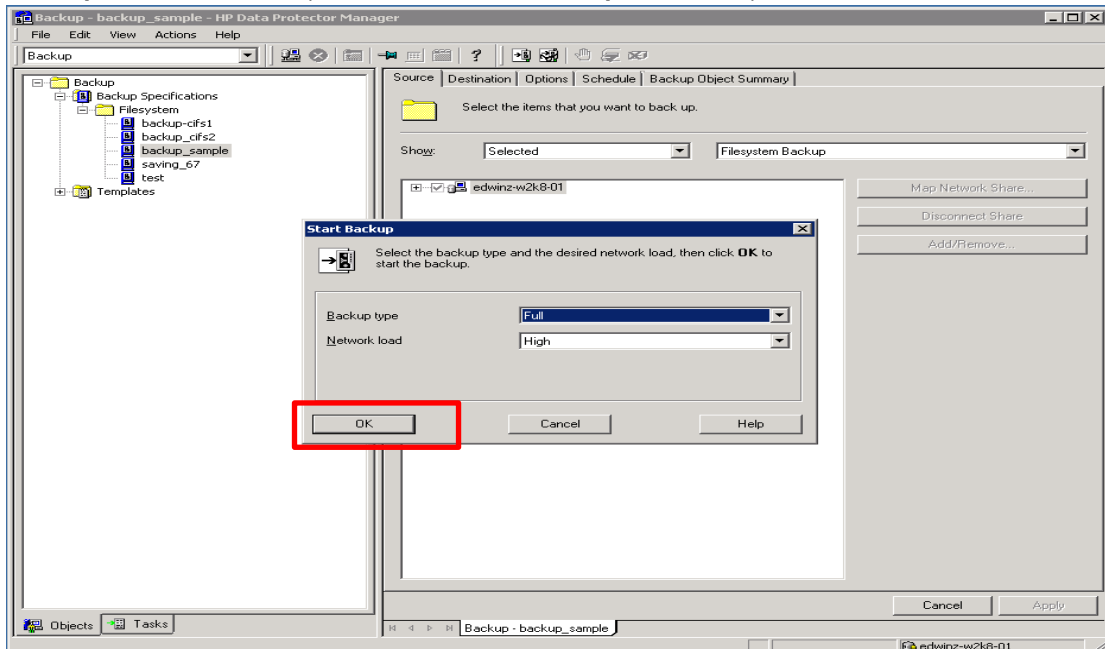 Backup - backup_sample - HP Data Protector Manager
File Edit View Actions Help
Backup
Backup
Backup Specifications
Filesystem
backup-cifs1
backup_cifs2
backup_sample
saving_67
test
Templates
Source Destination Options Schedule Backup Object Summary
Select the items that you want to back up.
Show: Selected Filesystem Backup
edwinz-w2k8-01
Map Network Share...
Disconnect Share
Add/Remove...
Start Backup
Select the backup type and the desired network load, then click OK to
start the backup.
Backup type Full
Network load High
OK Cancel Help
Cancel Apply
Objects Tasks
Backup - backup_sample
edwinz-w2k8-01